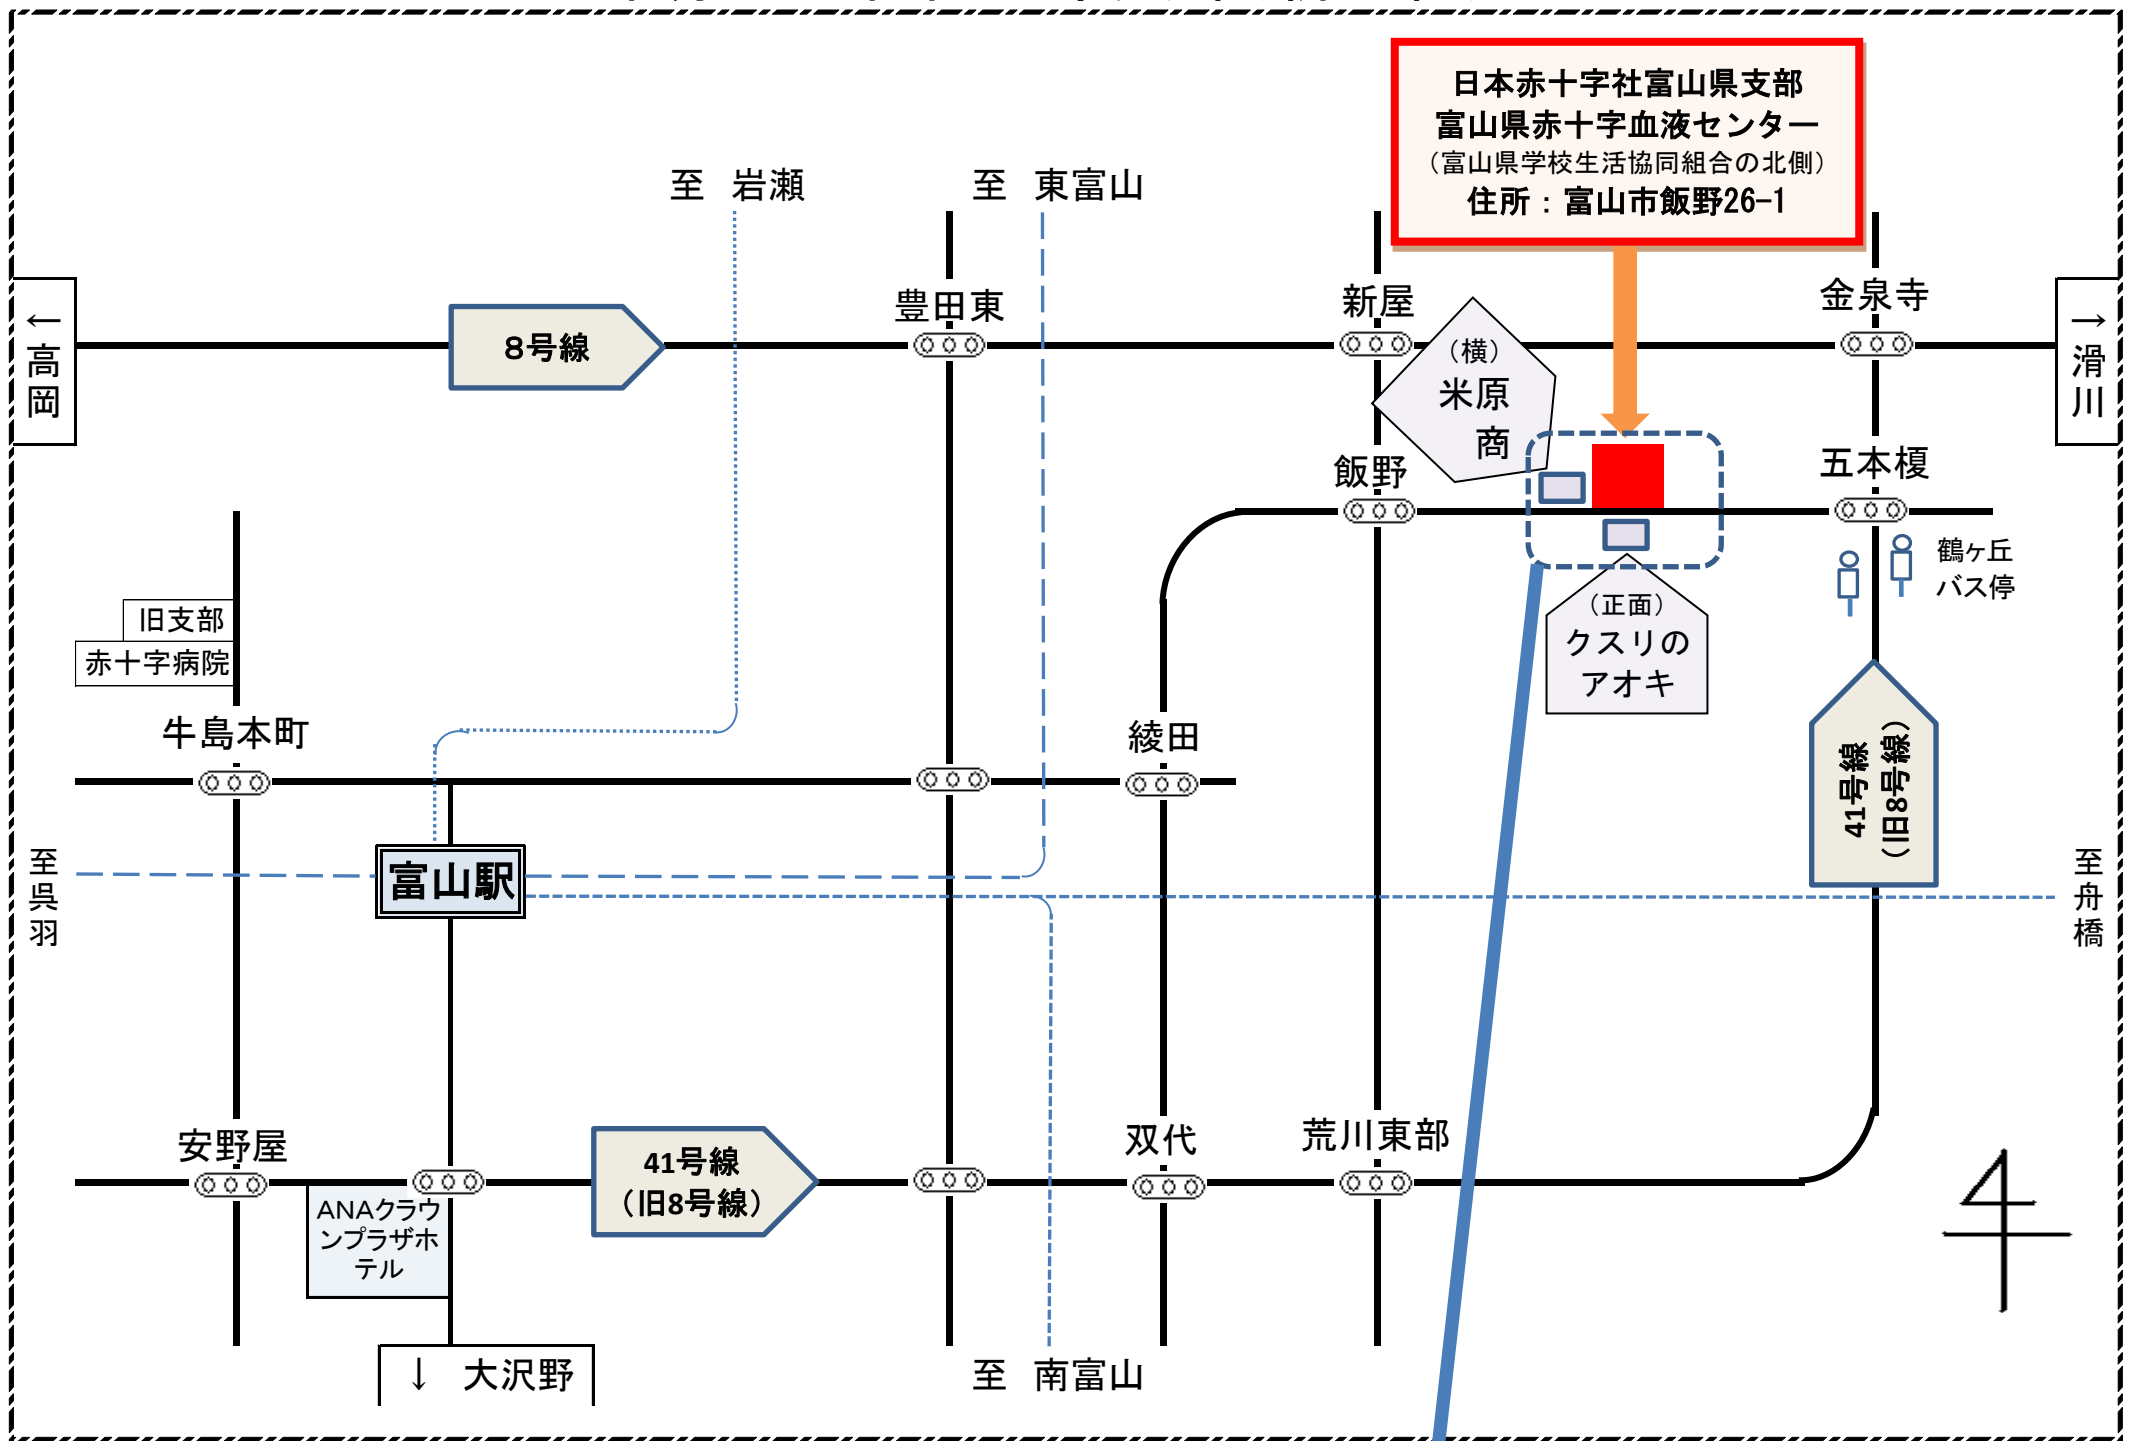 日本赤十字社富山県支部
富山県赤十字血液センター
（富山県学校生活協同組合の北側）
住所：富山市飯野26-1
至　岩瀬
至　東富山
←高岡
8号線
豊田東
新屋
金泉寺
→滑川
（横）
米原
商
飯野
五本榎
鶴ヶ丘
バス停
旧支部
赤十字病院
（正面）
クスリの
アオキ
牛島本町
綾田
41号線
（旧8号線）
至呉羽
富山駅
至舟橋
安野屋
41号線
（旧8号線）
双代
荒川東部
ANAクラウ
ンプラザホ
テル
↓　大沢野
至　南富山